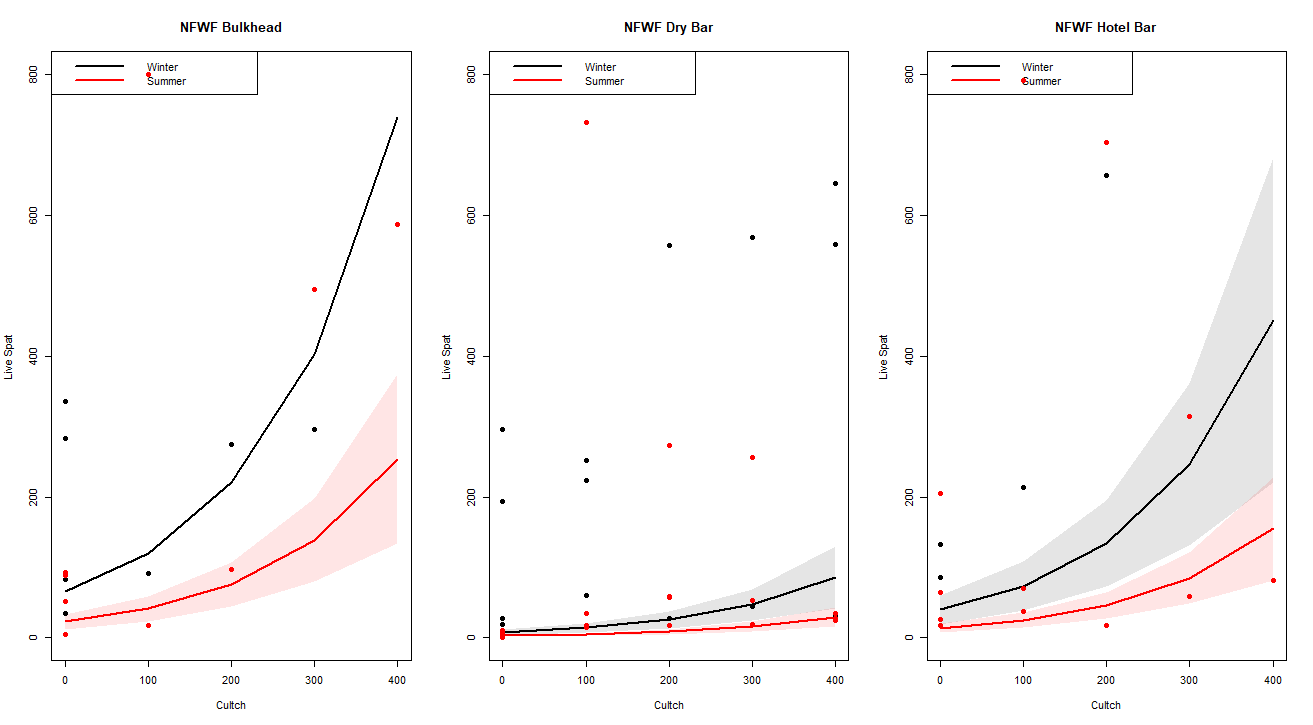 NFWF Bulkhead
Winter
Summer
800
600
400
200
0
Live Spat
0 100 200 300 400
Cultch
NFWF Dry Bar
Winter
Summer
800
600
400
200
0
Live Spat
0 100 200 300 400
Cultch
NFWF Hotel Bar
Winter
Summer
800
600
400
200
0
Live Spat
0 100 200 300 400
Cultch